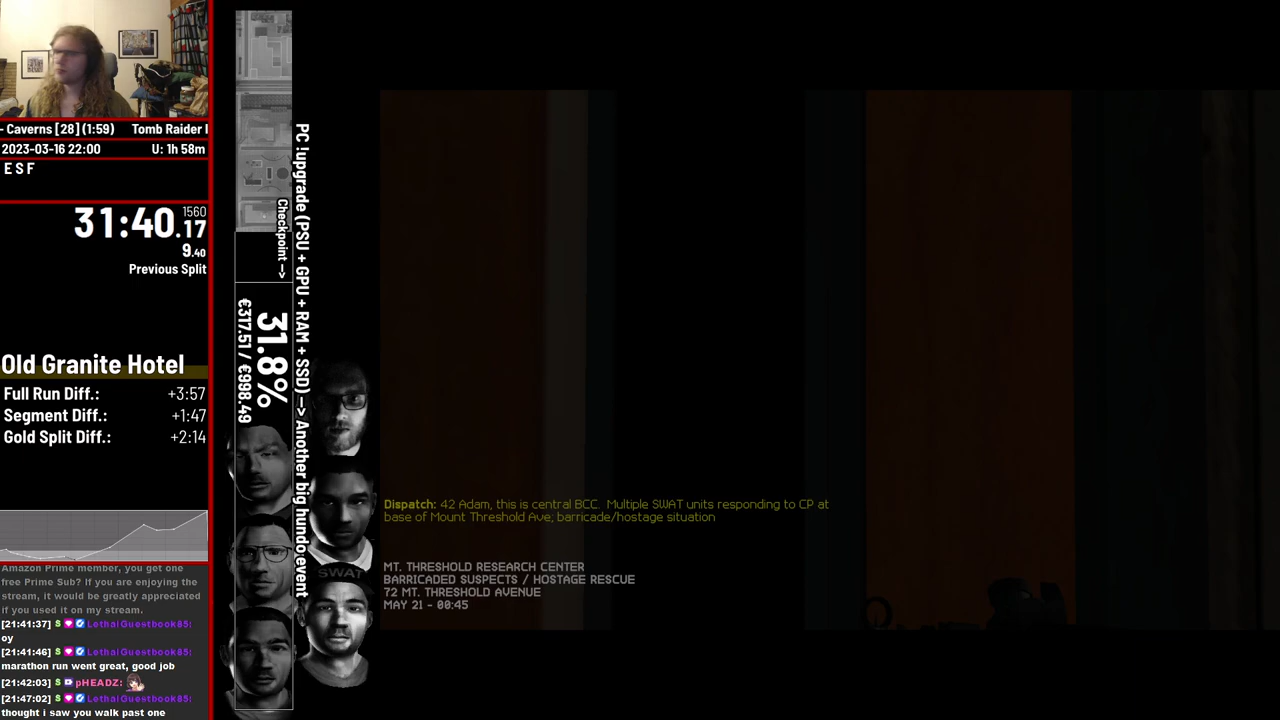 - Caverns [28] (1:59) Tomb Raider I
2023-03-16 22:00 U: 1h 58m
E S F
1560
31:40.17
9.40
Previous Split
Old Granite Hotel
Full Run Diff.: +3:57
Segment Diff.: +1:47
Gold Split Diff.: +2:14
Amazon Prime member, you get one
free Prime Sub? If you are enjoying the
stream, it would be greatly appreciated
if you used it on my stream.
[21:41:37] S LethalGuestbook85:
oy
[21:41:46] S LethalGuestbook85:
marathon run went great, good job
[21:42:03] S pHEADZ:
[21:47:02] S LethalGuestbook85:
thought i saw you walk past one
Checkpoint —>
31.8%
€317.51 / €998.49
PC !upgrade (PSU + GPU + RAM + SSD) —> Another big hundo event
SWAT
Dispatch: 42 Adam, this is central BCC. Multiple SWAT units responding to CP at
base of Mount Threshold Ave; barricade/hostage situation
MT. THRESHOLD RESEARCH CENTER
BARRICADED SUSPECTS / HOSTAGE RESCUE
72 MT. THRESHOLD AVENUE
MAY 21 - 00:45